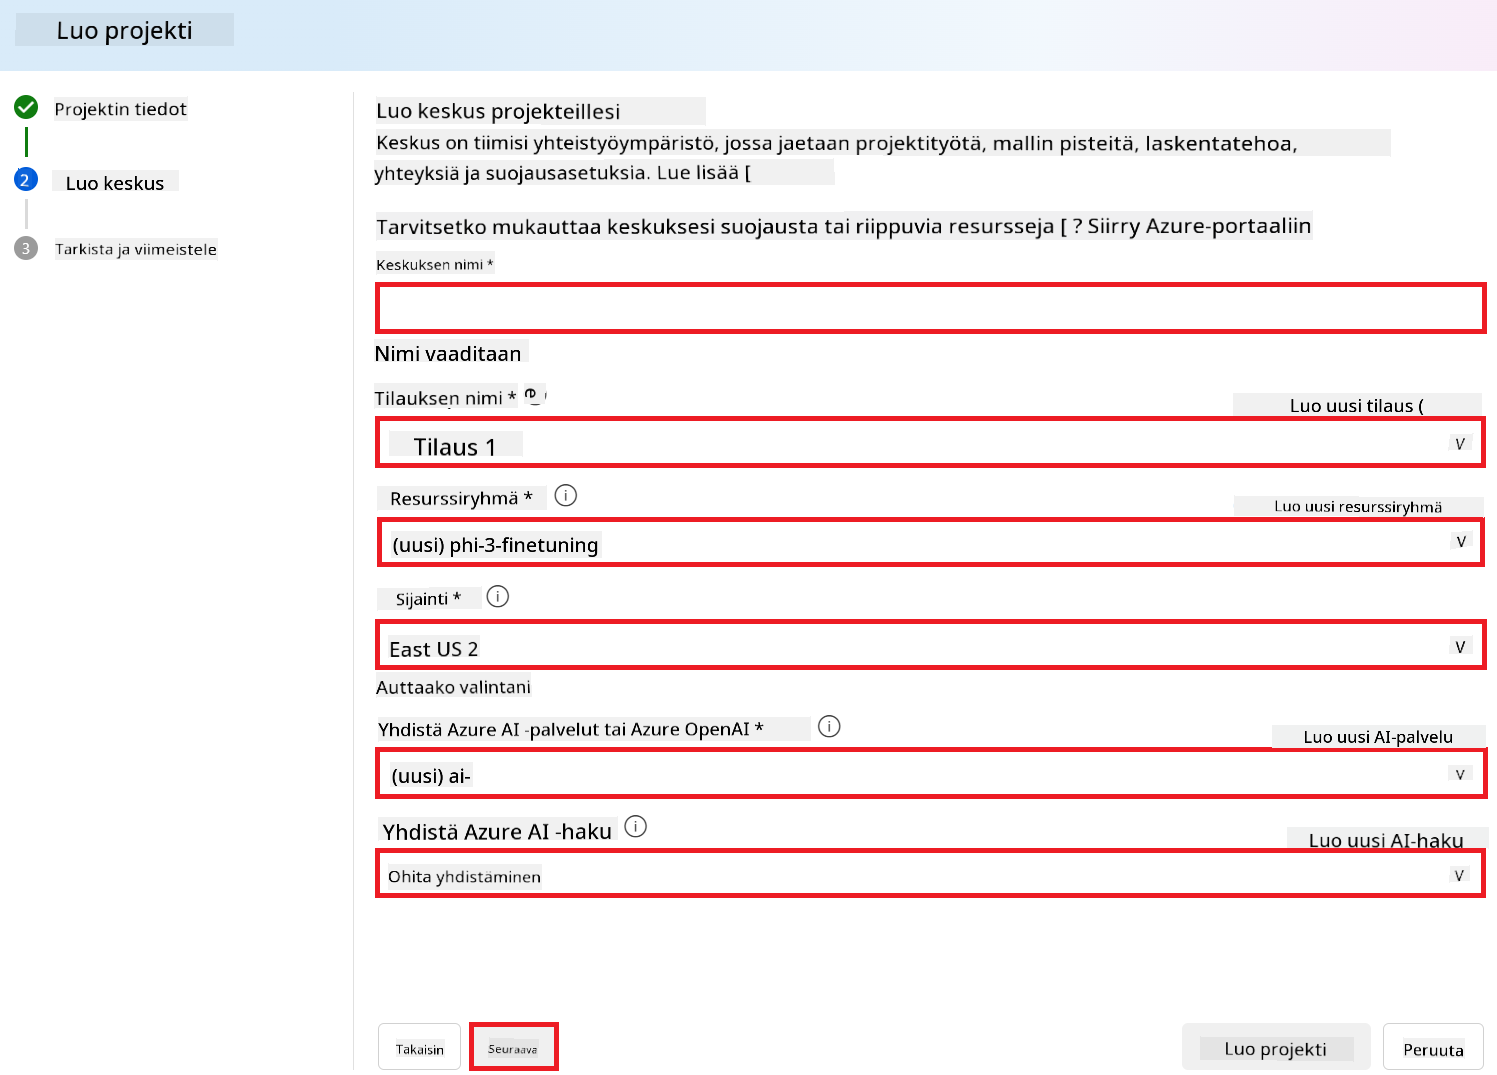 Luo projekti
Projektin tiedot
2
Luo keskus
3
Tarkista ja viimeistele
Luo keskus projekteillesi
Keskus on tiimisi yhteistyöympäristö, jossa jaetaan projektityötä, mallin pisteitä, laskentatehoa,
yhteyksiä ja suojausasetuksia. Lue lisää [
Tarvitsetko mukauttaa keskuksesi suojausta tai riippuvia resursseja [ ? Siirry Azure-portaaliin
Keskuksen nimi *
Nimi vaaditaan
Tilauksen nimi *
Luo uusi tilaus (
Tilaus 1
V
Resurssiryhmä * i
Luo uusi resurssiryhmä
(uusi) phi-3-finetuning
V
Sijainti * i
East US 2
V
Auttaako valintani
Yhdistä Azure AI -palvelut tai Azure OpenAI * i
Luo uusi AI-palvelu
(uusi) ai-
V
Yhdistä Azure AI -haku i
Luo uusi AI-haku
Ohita yhdistäminen
V
Takaisin
Seuraava
Luo projekti
Peruuta